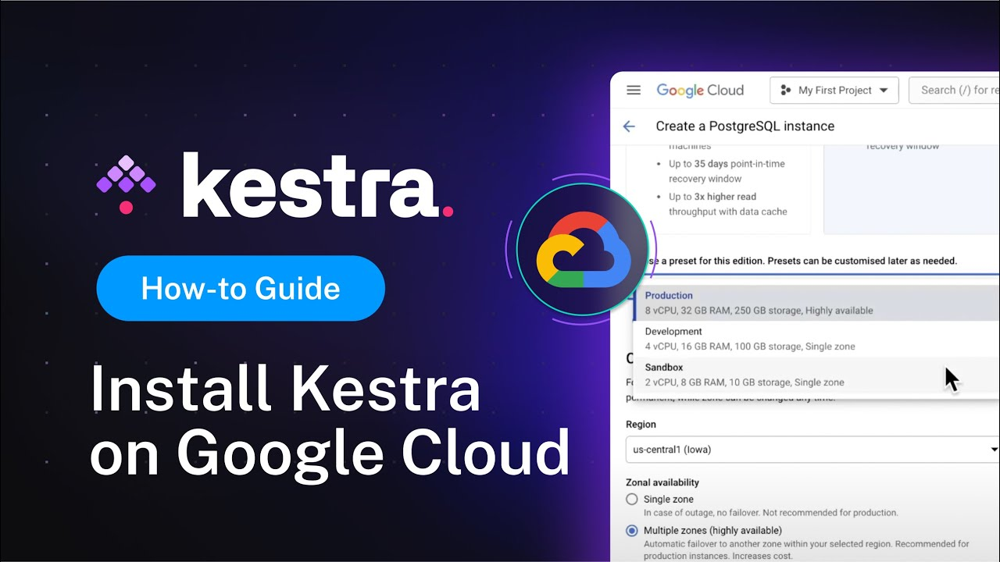 kestra.
How-to Guide
Install Kestra
on Google Cloud
Google Cloud
My First Project
Search (/) for re
Create a PostgreSQL instance
machines
• Up to 35 days point-in-time
recovery window
• Up to 3x higher read
throughput with data cache
recovery window
se a preset for this edition. Presets can be customised later as needed.
Production
8 vCPU, 32 GB RAM, 250 GB storage, Highly available
Development
4 vCPU, 16 GB RAM, 100 GB storage, Single zone
Sandbox
2 vCPU, 8 GB RAM, 10 GB storage, Single zone
permanent, while zone can be changed any time.
Region
us-central1 (Iowa)
Zonal availability
Single zone
In case of outage, no failover. Not recommended for production.
Multiple zones (highly available)
Automatic failover to another zone within your selected region. Recommended for
production instances. Increases cost.